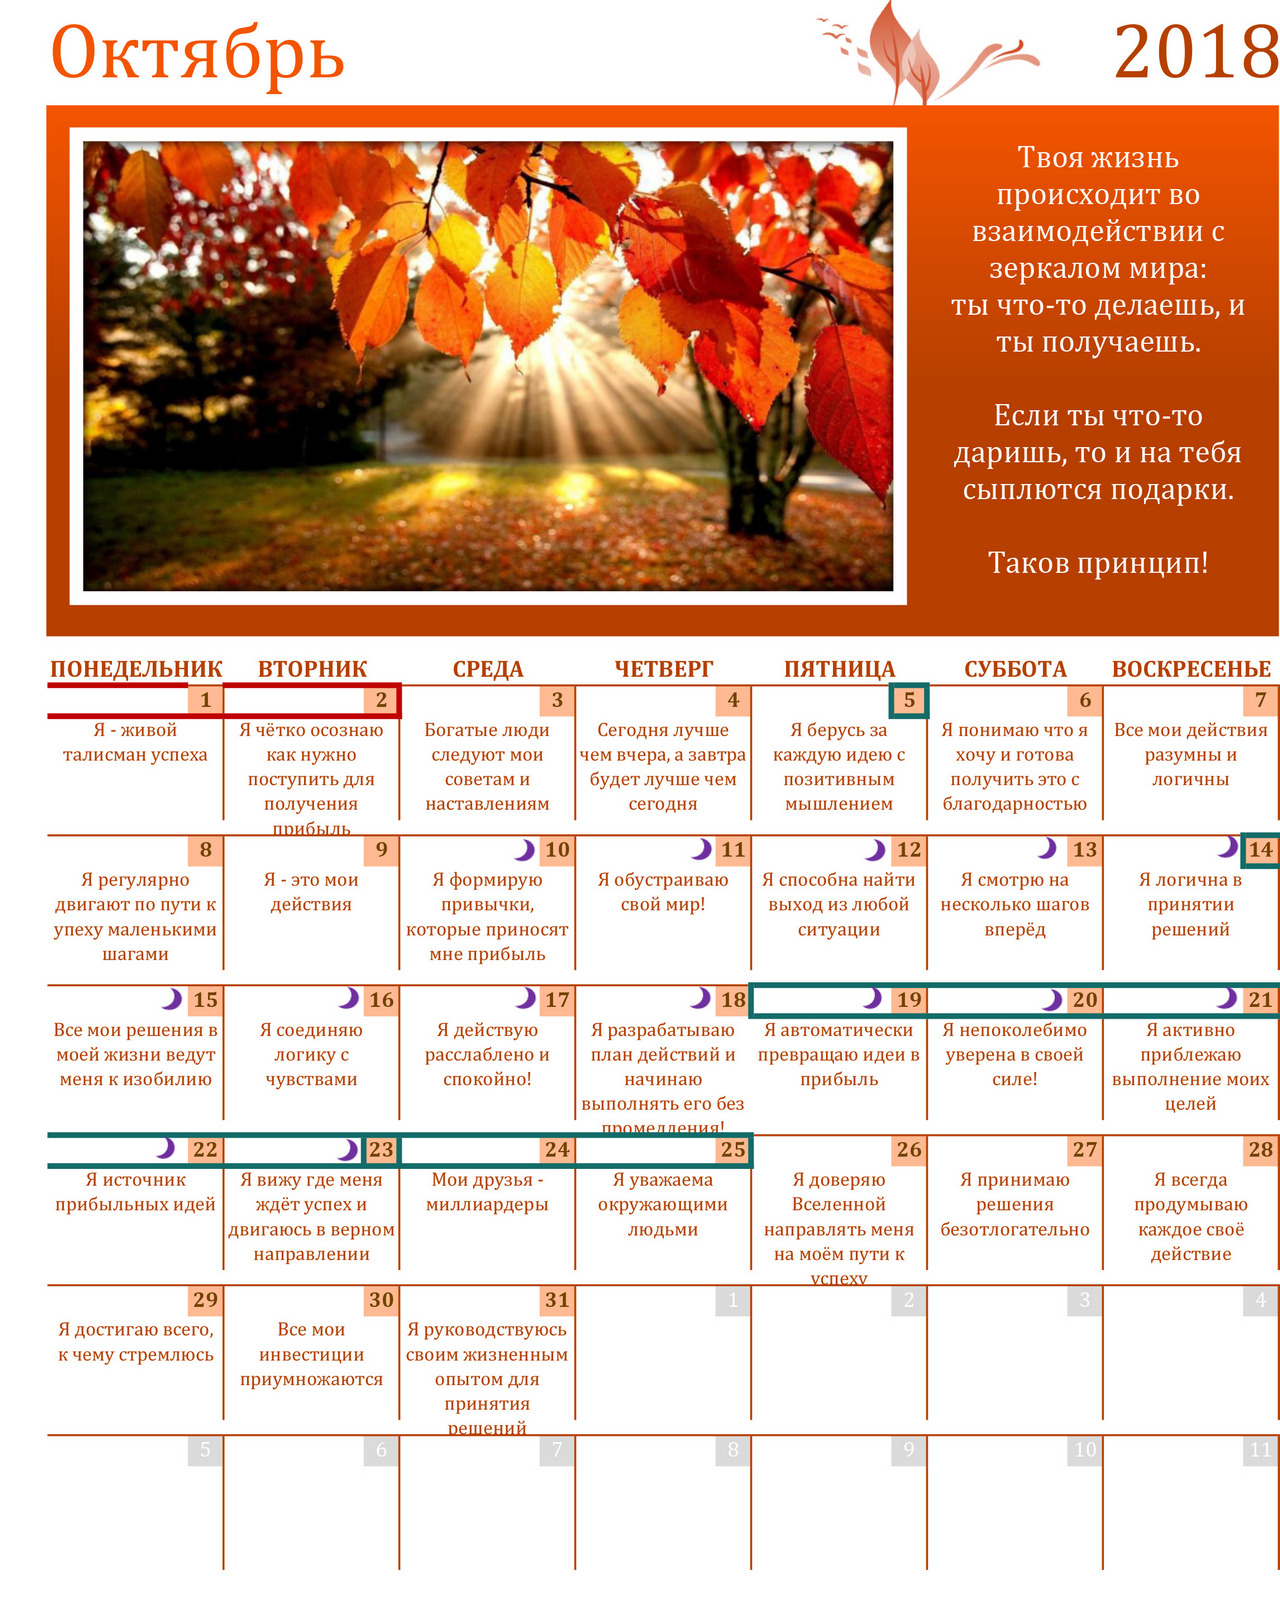 Октябрь
2018
Твоя жизнь
происходит во
взаимодействии с
зеркалом мира:
ты что-то делаешь, и
ты получаешь.
Если ты что-то
даришь, то и на тебя
сыплются подарки.
Таков принцип!
ПОНЕДЕЛЬНИК ВТОРНИК СРЕДА ЧЕТВЕРГ ПЯТНИЦА СУББОТА ВОСКРЕСЕНЬЕ
1
Я - живой
талисман успеха
2
Я чётко осознаю
как нужно
поступить для
получения
прибыль
3
Богатые люди
следуют мои
советам и
наставлениям
4
Сегодня лучше
чем вчера, а завтра
будет лучше чем
сегодня
5
Я берусь за
каждую идею с
позитивным
мышлением
6
Я понимаю что я
хочу и готова
получить это с
благодарностью
7
Все мои действия
разумны и
логичны
8
Я регулярно
двигают по пути к
упеху маленькими
шагами
9
Я - это мои
действия
10
Я формирую
привычки,
которые приносят
мне прибыль
11
Я обустраиваю
свой мир!
12
Я способна найти
выход из любой
ситуации
13
Я смотрю на
несколько шагов
вперёд
14
Я логична в
принятии
решений
15
Все мои решения в
моей жизни ведут
меня к изобилию
16
Я соединяю
логику с
чувствами
17
Я действую
расслаблено и
спокойно!
18
Я разрабатываю
план действий и
начинаю
выполнять его без
промедления!
19
Я автоматически
превращаю идеи в
прибыль
20
Я непоколебимо
уверена в своей
силе!
21
Я активно
приблежаю
выполнение моих
целей
22
Я источник
прибыльных идей
23
Я вижу где меня
ждёт успех и
двигаюсь в верном
направлении
24
Мои друзья -
миллиардеры
25
Я уважаема
окружающими
людьми
26
Я доверяю
Вселенной
направлять меня
на моём пути к
успеху
27
Я принимаю
решения
безотлогательно
28
Я всегда
продумываю
каждое своё
действие
29
Я достигаю всего,
к чему стремлюсь
30
Все мои
инвестиции
приумножаются
31
Я руководствуюсь
своим жизненным
опытом для
принятия
решений
1
2
3
4
5
6
7
8
9
10
11